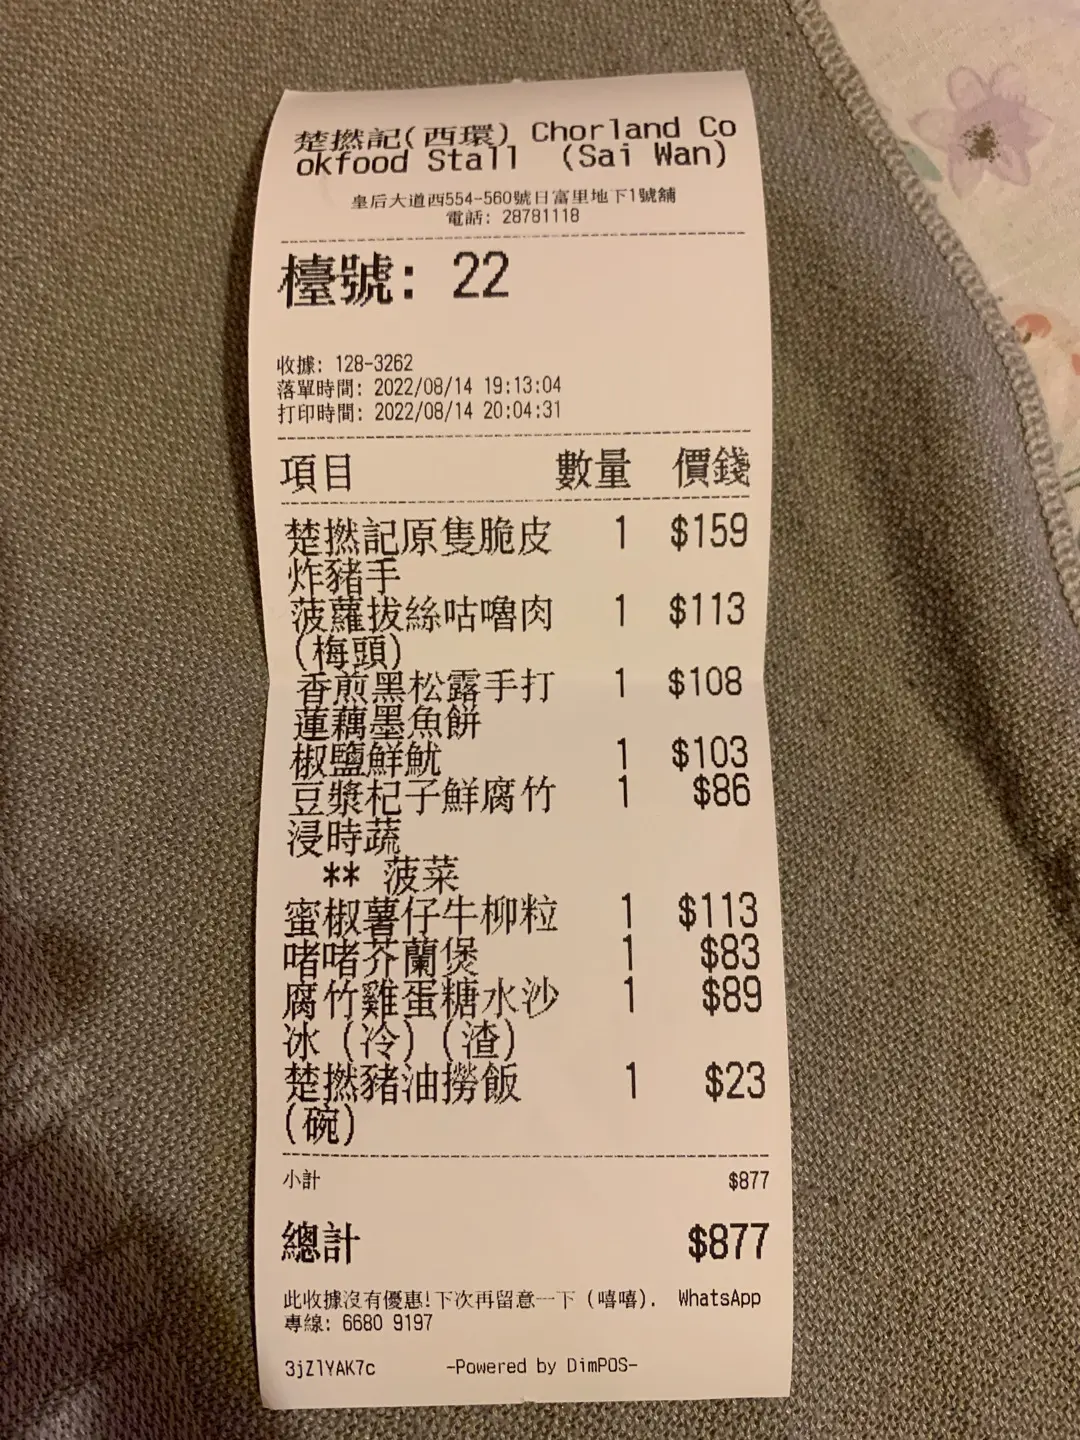 楚撚記(西環) Chorland Co
okfood Stall (Sai Wan)
皇后大道西554-560號日富里地下1號舖
電話: 28781118
檯號: 22
收據: 128-3262
落單時間: 2022/08/14 19:13:04
打印時間: 2022/08/14 20:04:31
項目 數量 價錢
楚撚記原隻脆皮 1 $159
炸豬手
菠蘿拔絲咕嚕肉 1 $113
(梅頭)
香煎黑松露手打 1 $108
蓮藕墨魚餅
椒鹽鮮魷 1 $103
豆漿杞子鮮腐竹 1 $86
浸時蔬
** 菠菜
蜜椒薯仔牛柳粒 1 $113
啫啫芥蘭煲 1 $83
腐竹雞蛋糖水沙 1 $89
冰 (冷) (渣)
楚撚豬油撈飯 1 $23
(碗)
小計 $877
總計 $877
此收據沒有優惠!下次再留意一下 (嘻嘻). WhatsApp
專線: 6680 9197
3jZlYAK7c -Powered by DimPOS-